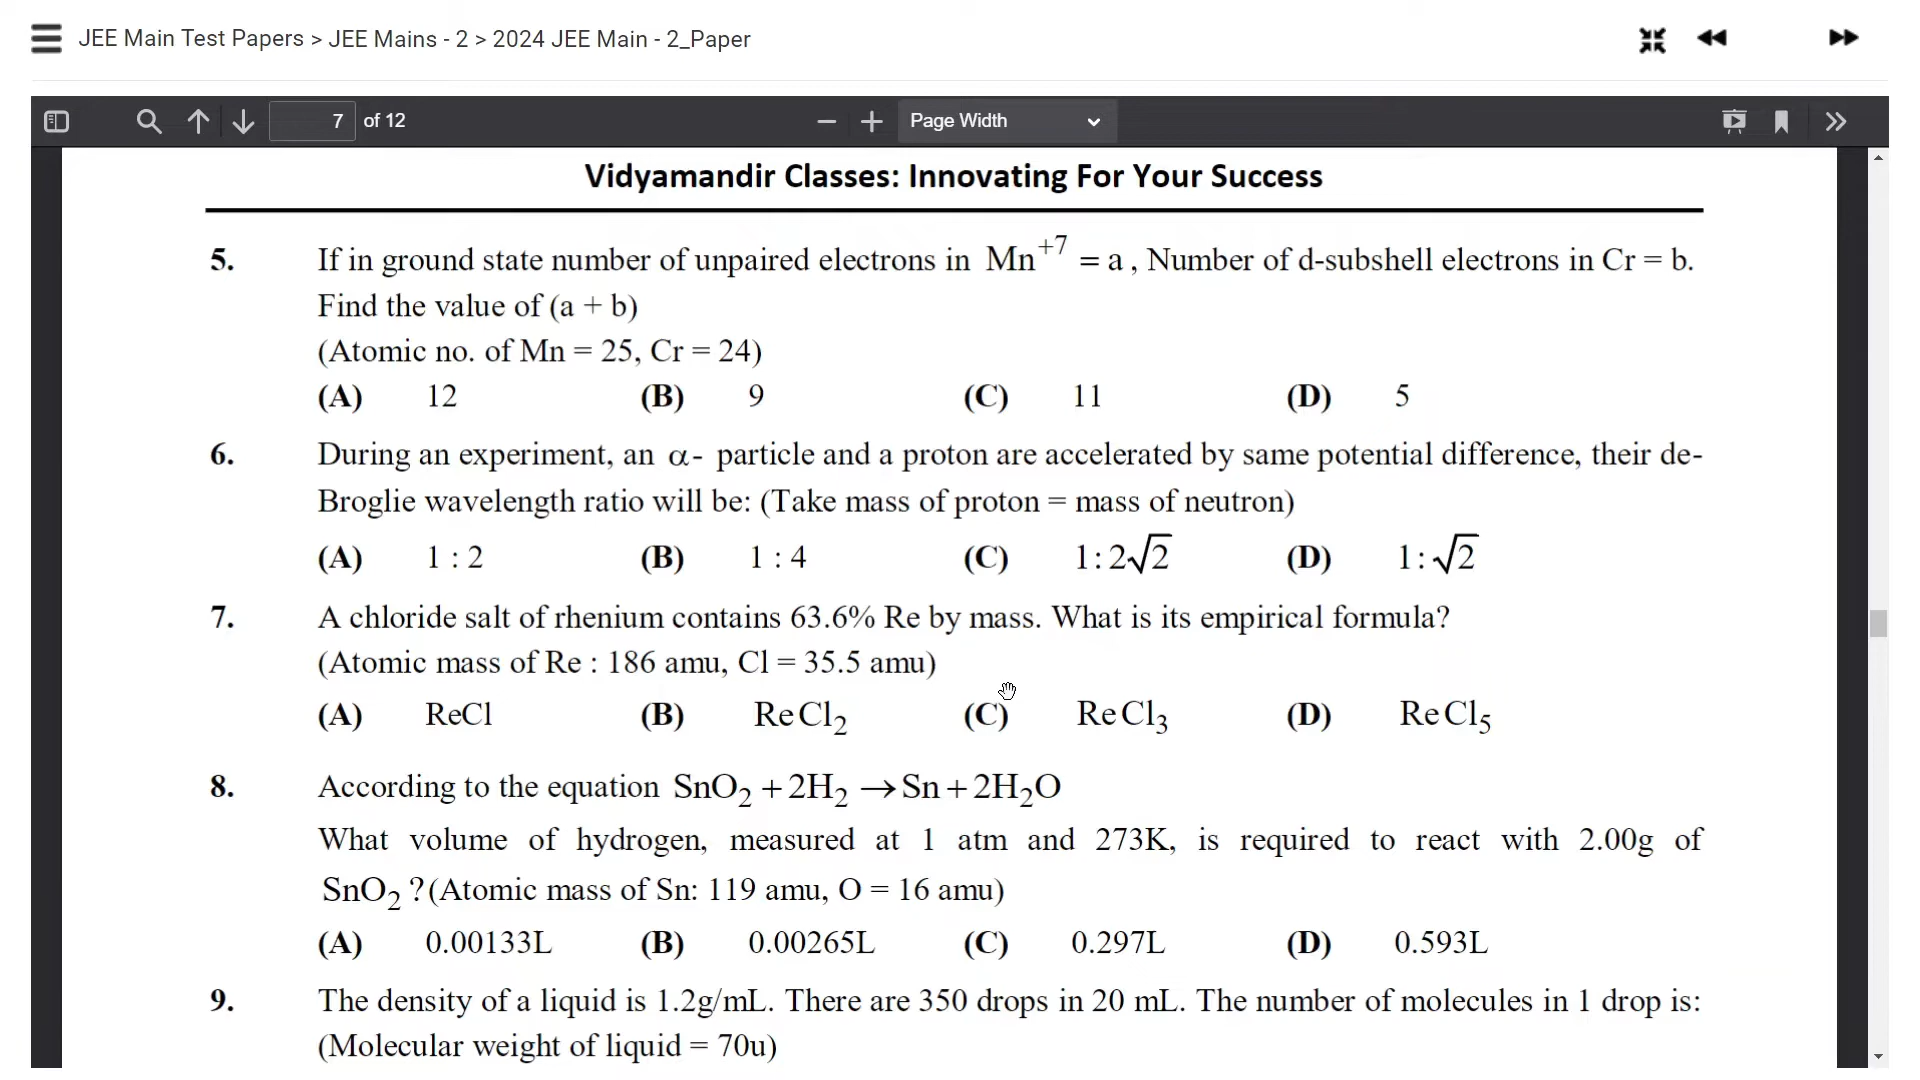 JEE Main Test Papers > JEE Mains - 2 > 2024 JEE Main - 2_Paper
7 of 12
Page Width
Vidyamandir Classes: Innovating For Your Success
5. If in ground state number of unpaired electrons in Mn⁺⁷ = a, Number of d-subshell electrons in Cr = b.
Find the value of (a + b)
(Atomic no. of Mn = 25, Cr = 24)
(A) 12 (B) 9 (C) 11 (D) 5
6. During an experiment, an α- particle and a proton are accelerated by same potential difference, their de-
Broglie wavelength ratio will be: (Take mass of proton = mass of neutron)
(A) 1 : 2 (B) 1 : 4 (C) 1:2√2 (D) 1:√2
7. A chloride salt of rhenium contains 63.6% Re by mass. What is its empirical formula?
(Atomic mass of Re : 186 amu, Cl = 35.5 amu)
(A) ReCl (B) ReCl₂ (C) ReCl₃ (D) ReCl₅
8. According to the equation SnO₂ + 2H₂ → Sn + 2H₂O
What volume of hydrogen, measured at 1 atm and 273K, is required to react with 2.00g of
SnO₂ ? (Atomic mass of Sn: 119 amu, O = 16 amu)
(A) 0.00133L (B) 0.00265L (C) 0.297L (D) 0.593L
9. The density of a liquid is 1.2g/mL. There are 350 drops in 20 mL. The number of molecules in 1 drop is:
(Molecular weight of liquid = 70u)